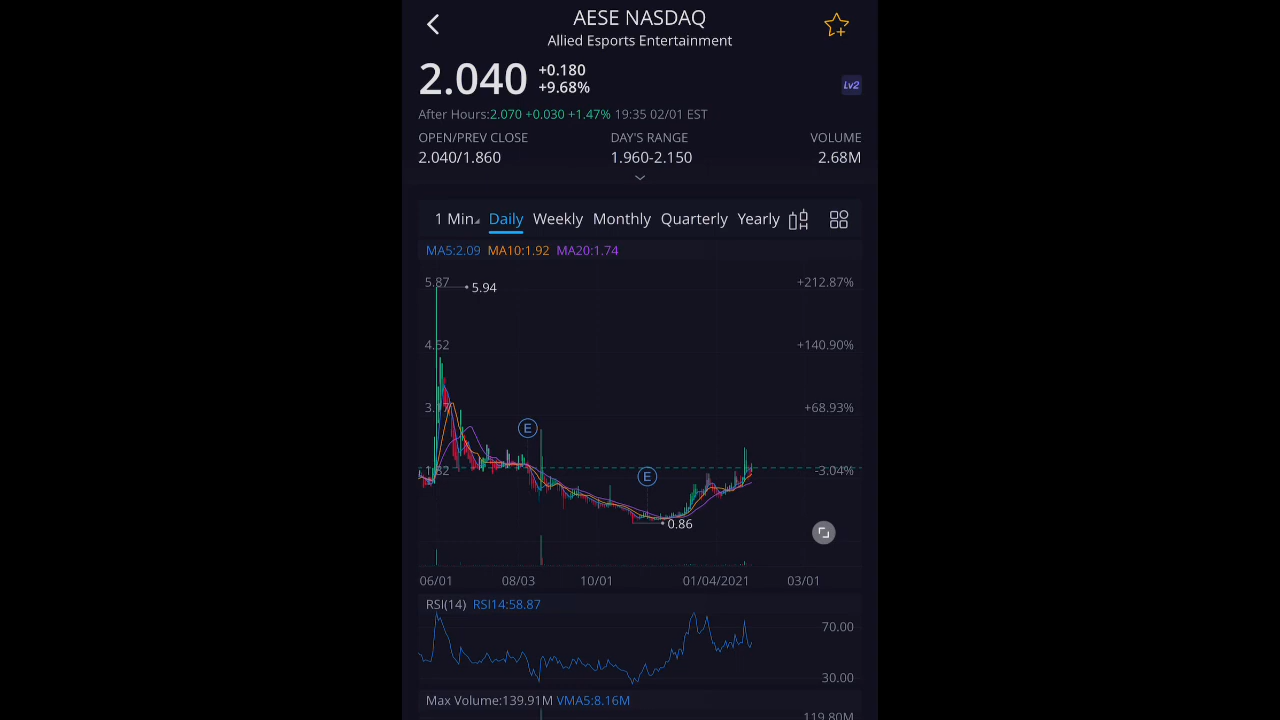 AESE NASDAQ
Allied Esports Entertainment
2.040 +0.180
+9.68%
Lv2
After Hours:2.070 +0.030 +1.47% 19:35 02/01 EST
OPEN/PREV CLOSE DAY'S RANGE VOLUME
2.040/1.860 1.960-2.150 2.68M
1 Min Daily Weekly Monthly Quarterly Yearly
MA5:2.09 MA10:1.92 MA20:1.74
5.87 +212.87%
5.94
4.52 +140.90%
+68.93%
E
1.82 -3.04%
E
0.86
06/01 08/03 10/01 01/04/2021 03/01
RSI(14) RSI14:58.87
70.00
30.00
Max Volume:139.91M VMA5:8.16M
119.80M